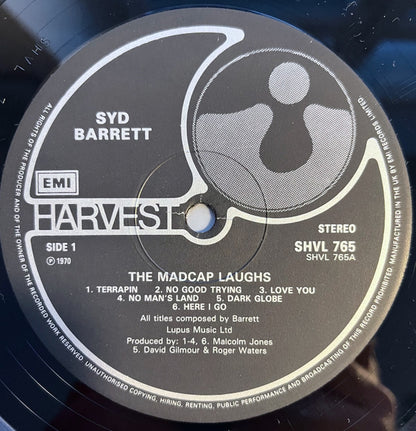 SYD
BARRETT
EMI
HARVEST
STEREO
SIDE 1
SHVL 765
℗ 1970
SHVL 765A
THE MADCAP LAUGHS
1. TERRAPIN 2. NO GOOD TRYING 3. LOVE YOU
4. NO MAN'S LAND 5. DARK GLOBE
6. HERE I GO
All titles composed by Barrett
Lupus Music Ltd
Produced by: 1-4, 6. Malcolm Jones
5. David Gilmour & Roger Waters
ALL RIGHTS OF THE PRODUCER AND OF THE OWNER OF THE RECORDED WORK RESERVED. UNAUTHORISED COPYING, HIRING, RENTING, PUBLIC PERFORMANCE AND BROADCASTING OF THIS RECORD PROHIBITED. MANUFACTURED IN THE UK BY EMI RECORDS LIMITED
SHVL